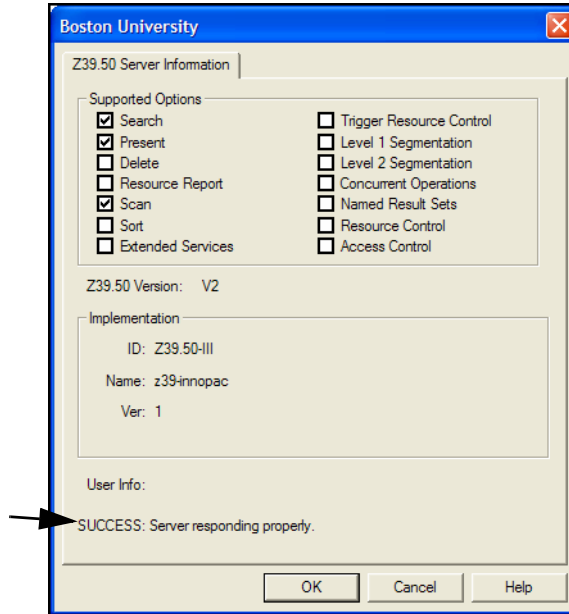 Boston University
Z39.50 Server Information
Supported Options
Search
Present
Delete
Resource Report
Scan
Sort
Extended Services
Trigger Resource Control
Level 1 Segmentation
Level 2 Segmentation
Concurrent Operations
Named Result Sets
Resource Control
Access Control
Z39.50 Version: V2
Implementation
ID: Z39.50-III
Name: z39-innopac
Ver: 1
User Info:
SUCCESS: Server responding properly.
OK Cancel Help